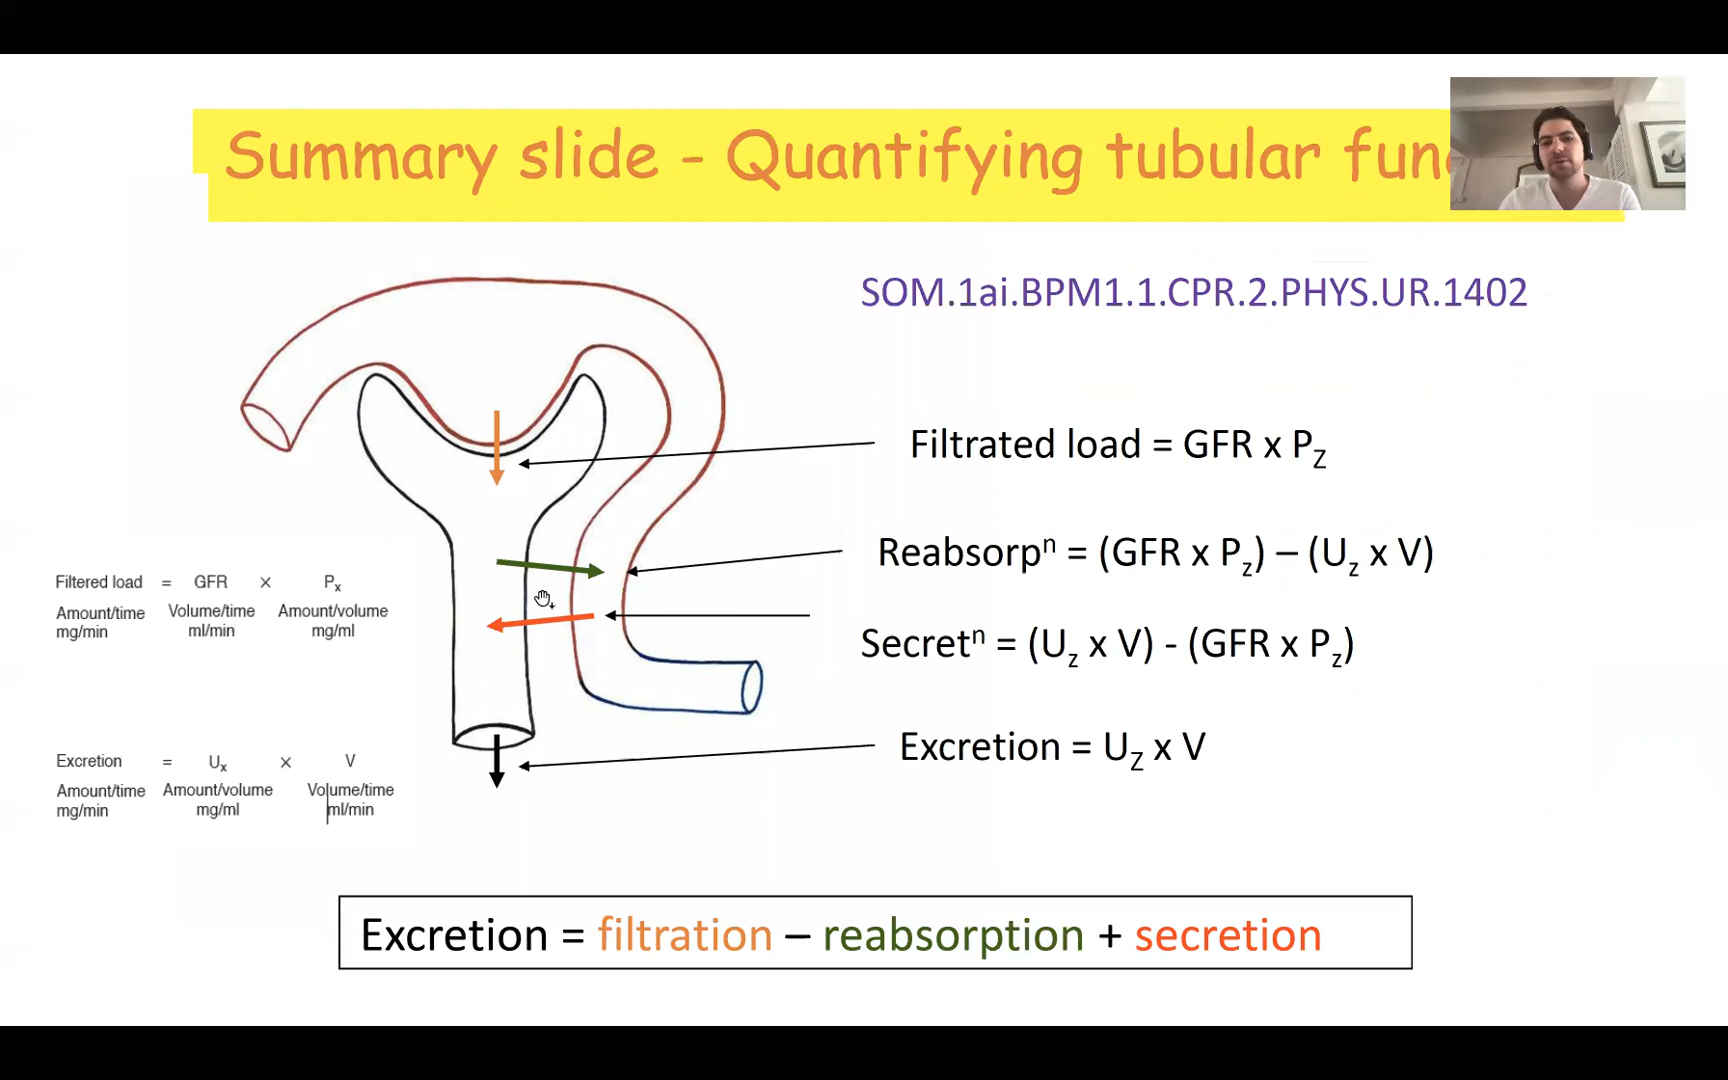 Summary slide - Quantifying tubular fun
SOM.1ai.BPM1.1.CPR.2.PHYS.UR.1402
Filtrated load = GFR x PZ
Reabsorpⁿ = (GFR x Pz) – (Uz x V)
Secretⁿ = (Uz x V) - (GFR x Pz)
Excretion = UZ x V
Filtered load = GFR × Px
Amount/time Volume/time Amount/volume
mg/min ml/min mg/ml
Excretion = Ux × V
Amount/time Amount/volume Volume/time
mg/min mg/ml ml/min
Excretion = filtration – reabsorption + secretion